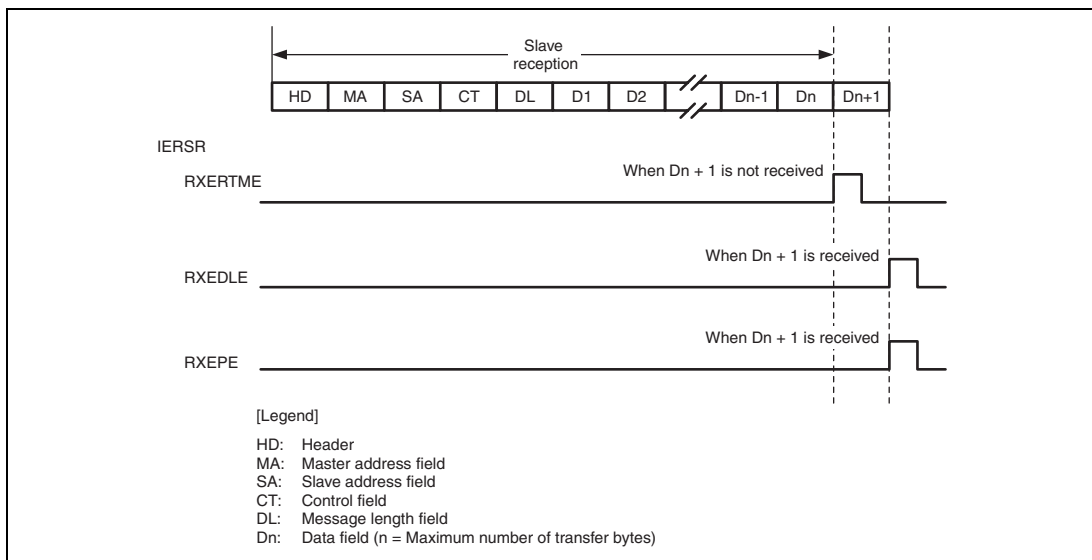 Slave
reception
HD MA SA CT DL D1 D2 Dn-1 Dn Dn+1
IERSR
When Dn + 1 is not received
RXERTME
When Dn + 1 is received
RXEDLE
When Dn + 1 is received
RXEPE
[Legend]
HD: Header
MA: Master address field
SA: Slave address field
CT: Control field
DL: Message length field
Dn: Data field (n = Maximum number of transfer bytes)